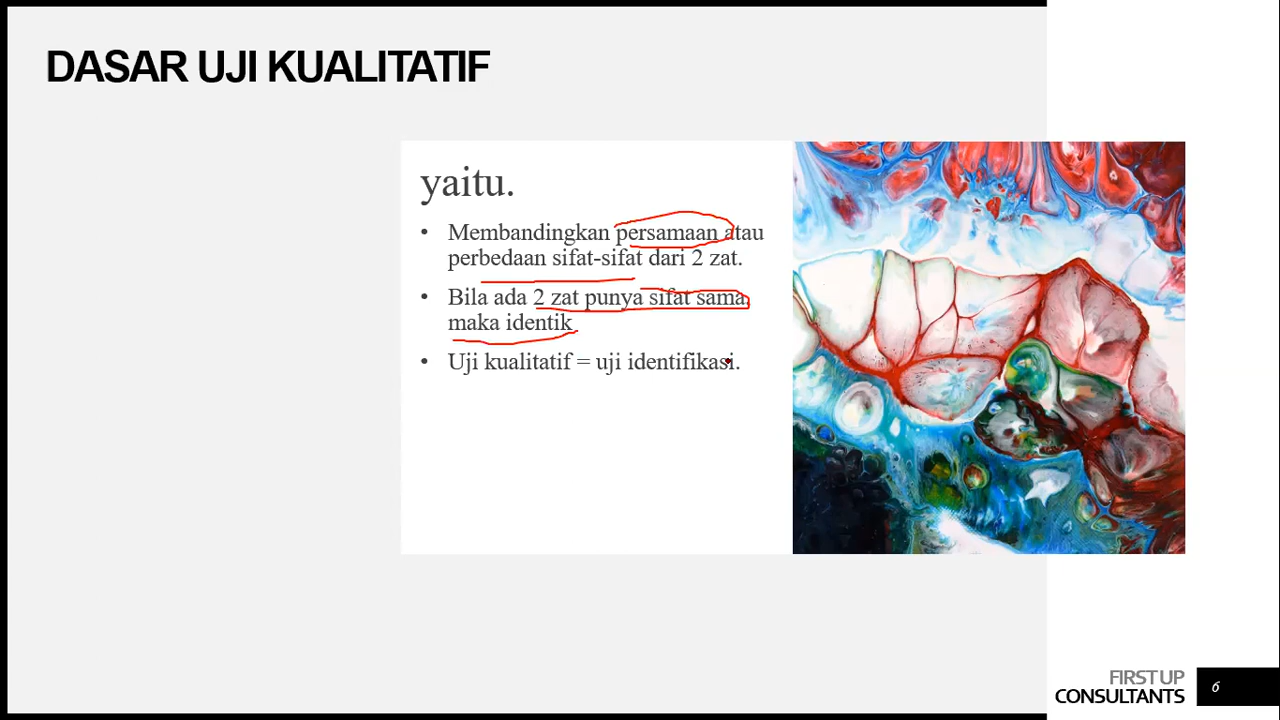 DASAR UJI KUALITATIF
yaitu.
• Membandingkan persamaan atau
perbedaan sifat-sifat dari 2 zat.
• Bila ada 2 zat punya sifat sama,
maka identik
• Uji kualitatif = uji identifikasi.
FIRST UP
CONSULTANTS
6